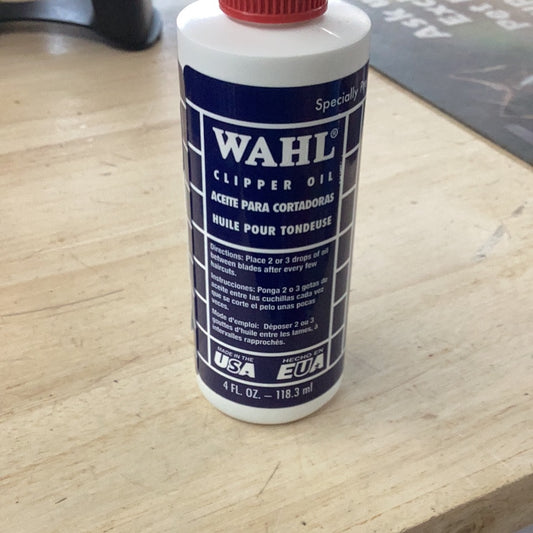 Specially
WAHL®
CLIPPER OIL
ACEITE PARA CORTADORAS
HUILE POUR TONDEUSE
Directions: Place 2 or 3 drops of oil
between blades after every few
haircuts.
Instrucciones: Ponga 2 o 3 gotas de
aceite entre las cuchillas cada vez
que se corte el pelo unas pocas
veces.
Mode d'emploi: Déposer 2 ou 3
gouttes d'huile entre les lames, à
intervalles rapprochés.
MADE IN THE
USA
HECHO EN
EUA
4 FL. OZ. – 118.3 ml
Ask
pet